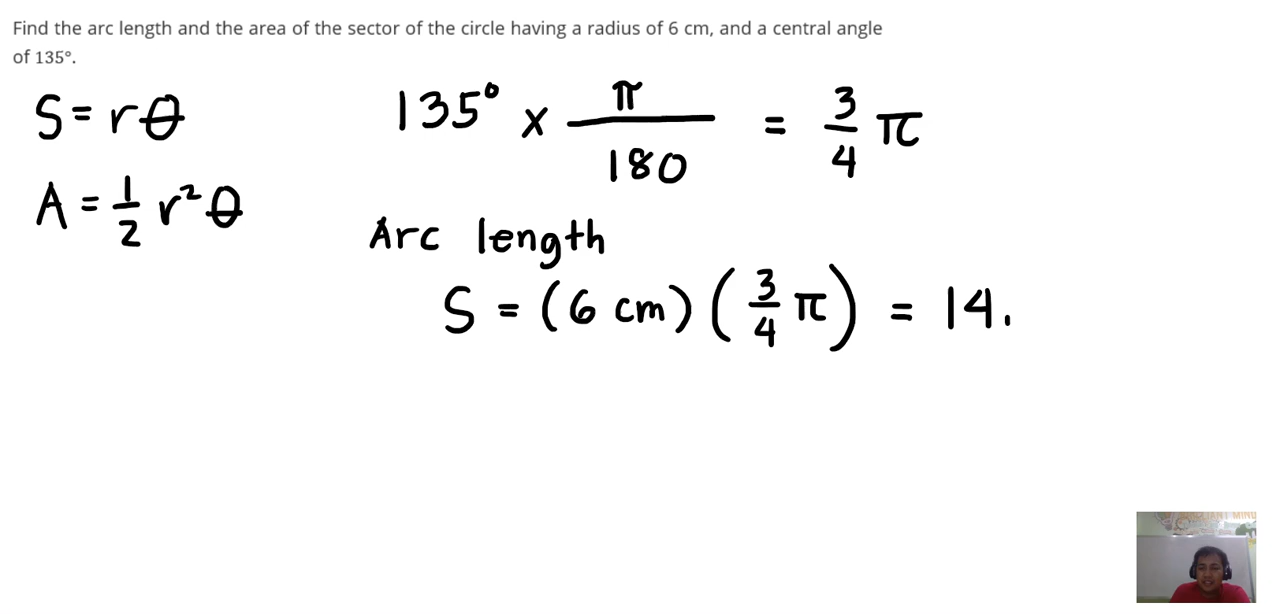 Find the arc length and the area of the sector of the circle having a radius of 6 cm, and a central angle
of 135°.
S = rθ
135° x π/180 = 3/4 π
A = 1/2 r²θ
Arc length
S = (6 cm) (3/4 π) = 14.